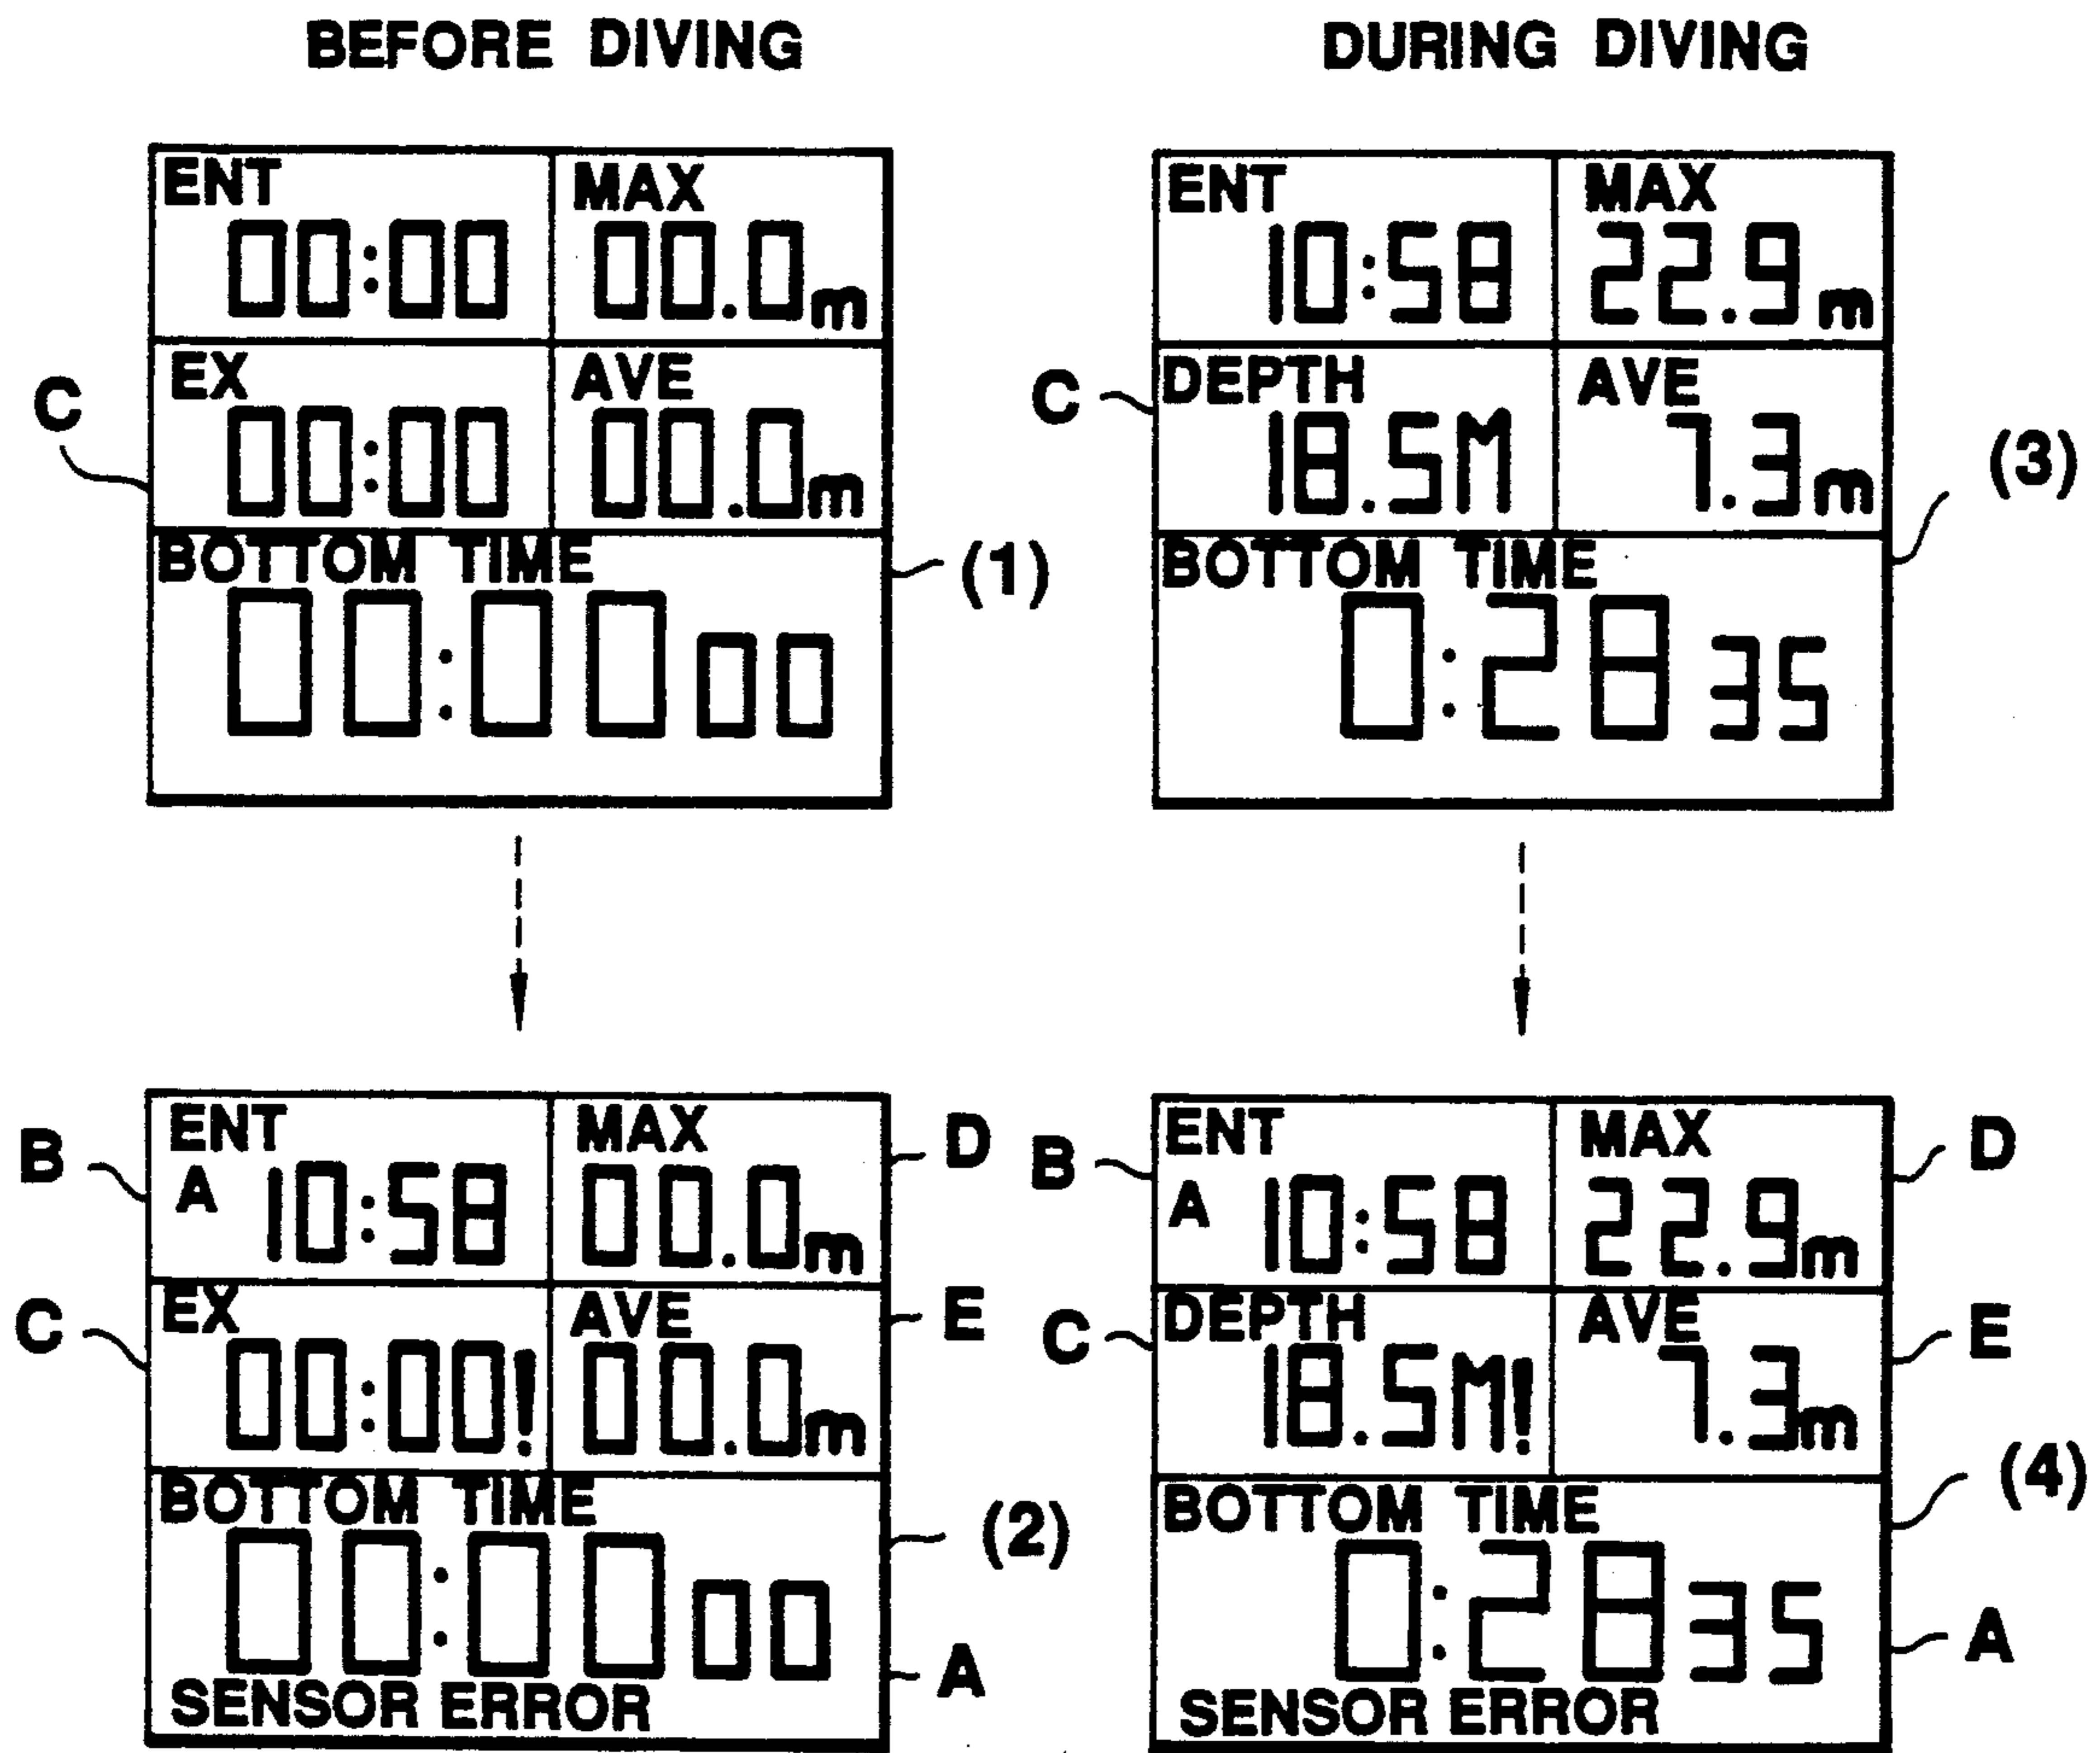 BEFORE DIVING
ENT
00:00
MAX
00.0m
EX
00:00
AVE
00.0m
BOTTOM TIME
00:00 00
C
(1)
DURING DIVING
ENT
10:58
MAX
22.9m
DEPTH
18.5M
AVE
7.3m
BOTTOM TIME
0:28 35
C
(3)
ENT
A 10:58
MAX
00.0m
EX
00:00!
AVE
00.0m
BOTTOM TIME
00:00 00
SENSOR ERROR
B
C
D
E
(2)
A
ENT
A 10:58
MAX
22.9m
DEPTH
18.5M!
AVE
7.3m
BOTTOM TIME
0:28 35
SENSOR ERROR
B
C
D
E
(4)
A